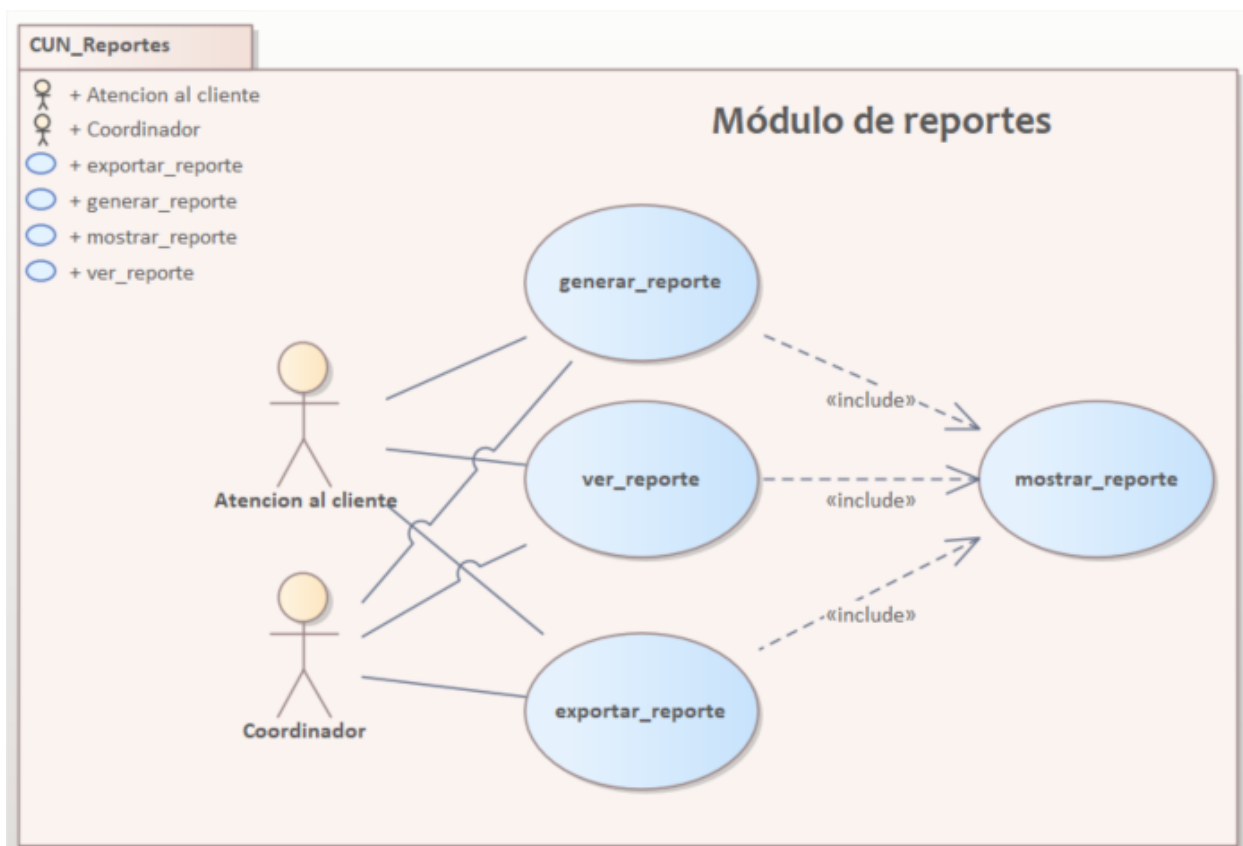 CUN_Reportes
+ Atencion al cliente
+ Coordinador
+ exportar_reporte
+ generar_reporte
+ mostrar_reporte
+ ver_reporte
Módulo de reportes
generar_reporte
«include»
Atencion al cliente
ver_reporte
«include»
mostrar_reporte
Coordinador
exportar_reporte
«include»